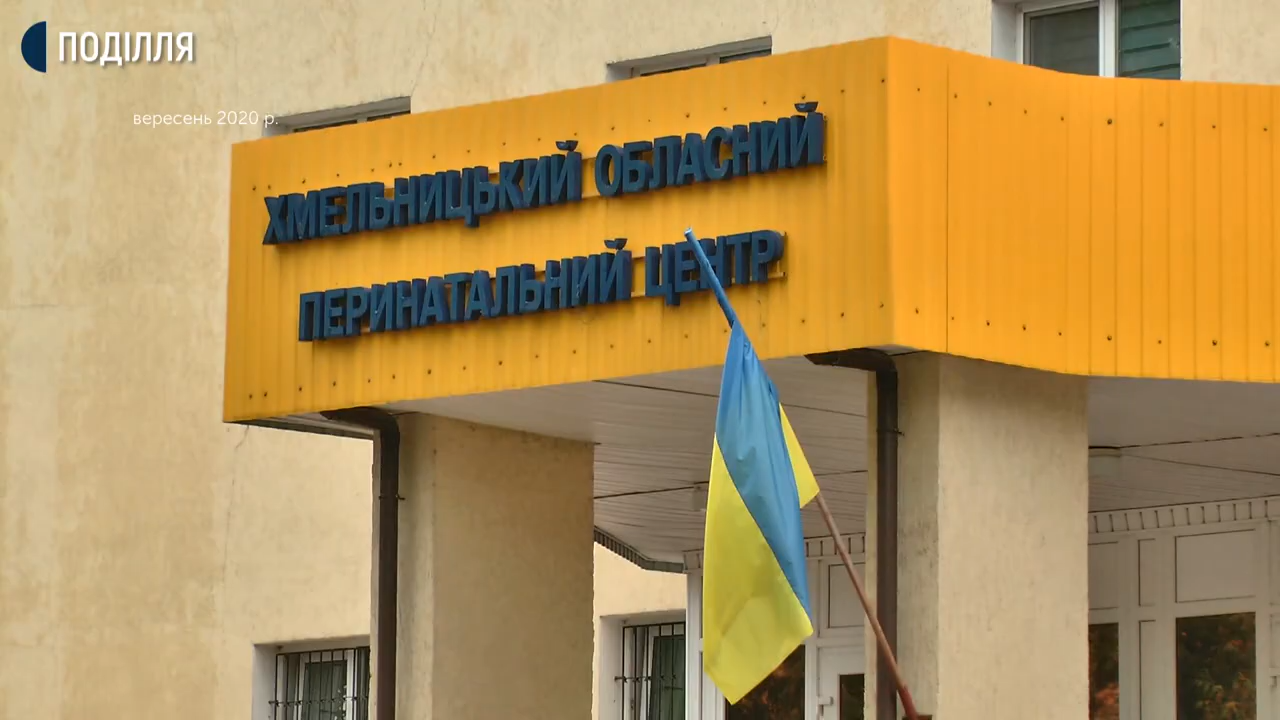 ПОДІЛЛЯ
вересень 2020 р.
ХМЕЛЬНИЦЬКИЙ ОБЛАСНИЙ
ПЕРИНАТАЛЬНИЙ ЦЕНТР